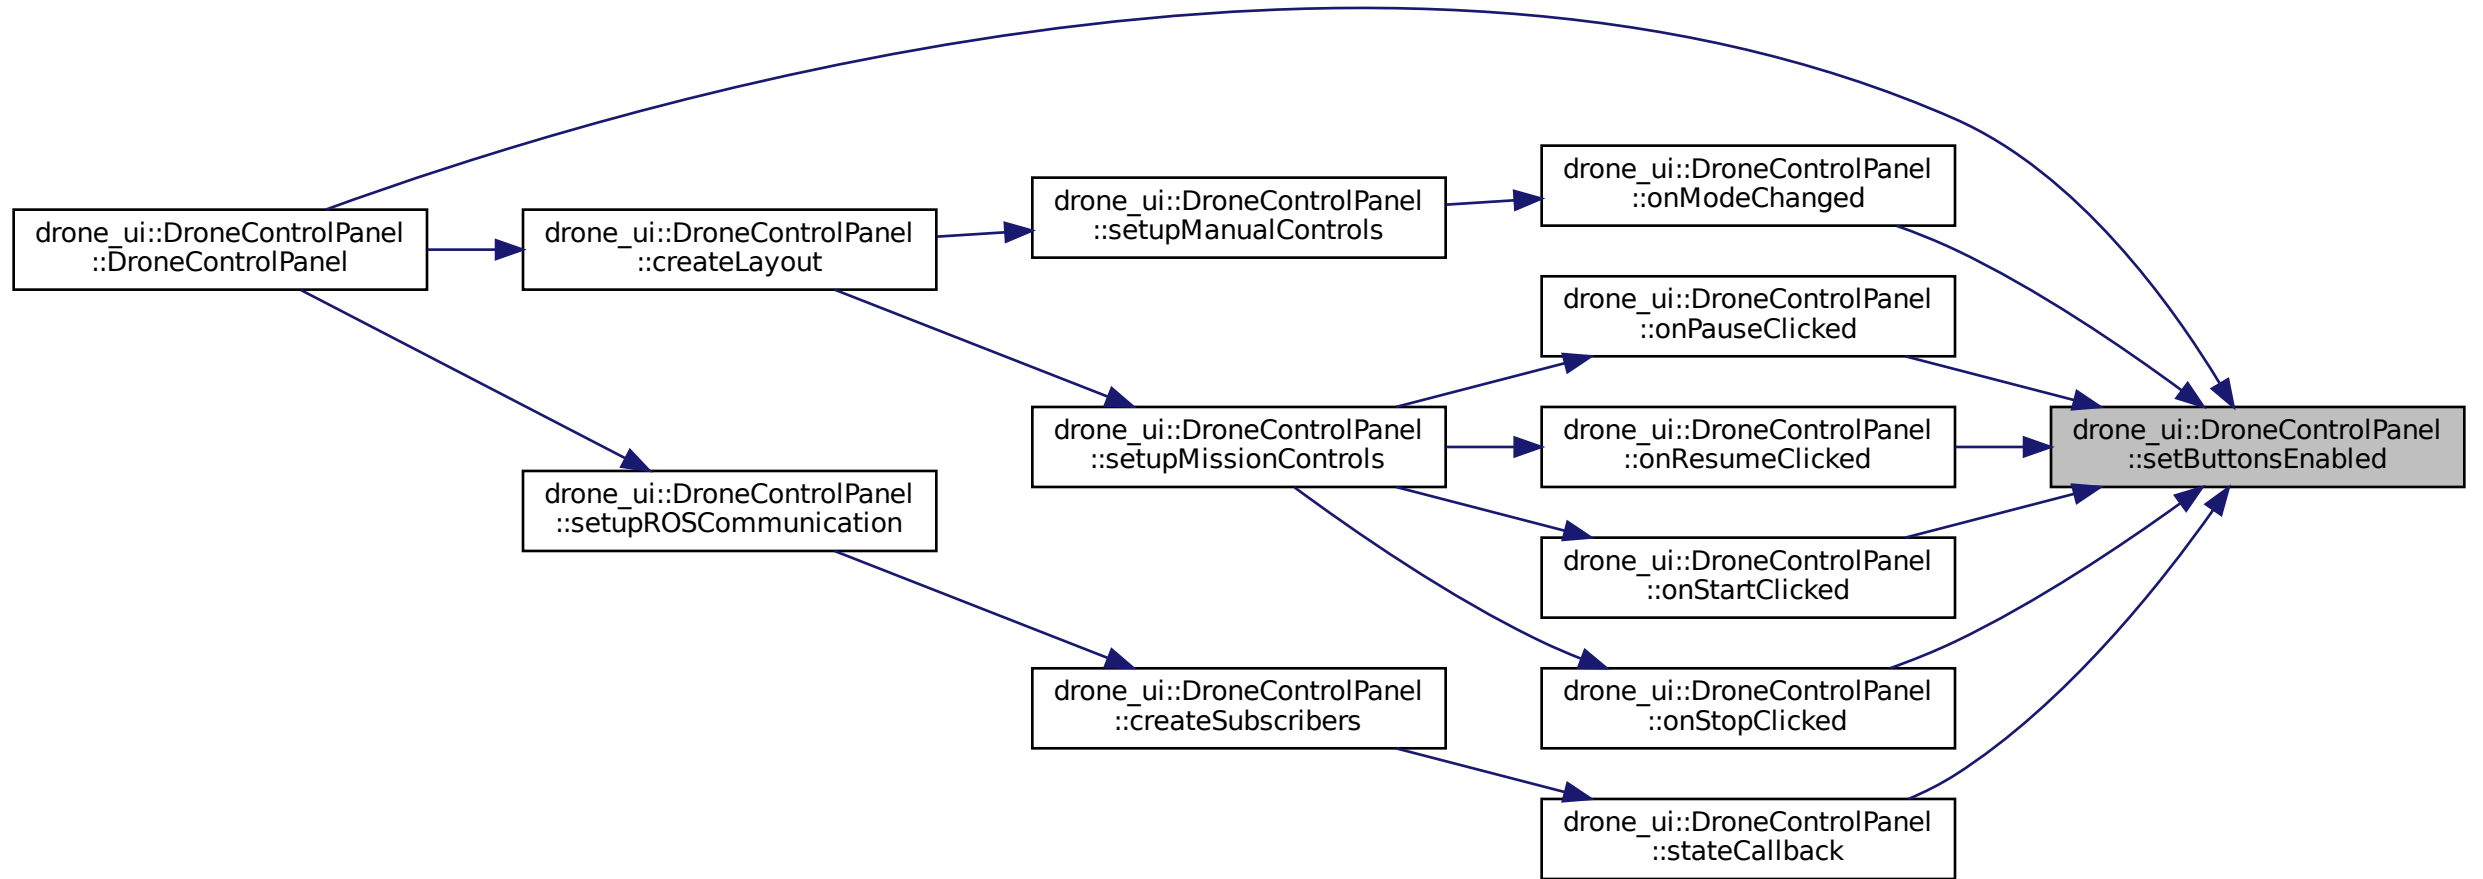 drone_ui::DroneControlPanel
::DroneControlPanel
drone_ui::DroneControlPanel
::createLayout
drone_ui::DroneControlPanel
::setupROSCommunication
drone_ui::DroneControlPanel
::setupManualControls
drone_ui::DroneControlPanel
::setupMissionControls
drone_ui::DroneControlPanel
::createSubscribers
drone_ui::DroneControlPanel
::onModeChanged
drone_ui::DroneControlPanel
::onPauseClicked
drone_ui::DroneControlPanel
::onResumeClicked
drone_ui::DroneControlPanel
::onStartClicked
drone_ui::DroneControlPanel
::onStopClicked
drone_ui::DroneControlPanel
::stateCallback
drone_ui::DroneControlPanel
::setButtonsEnabled